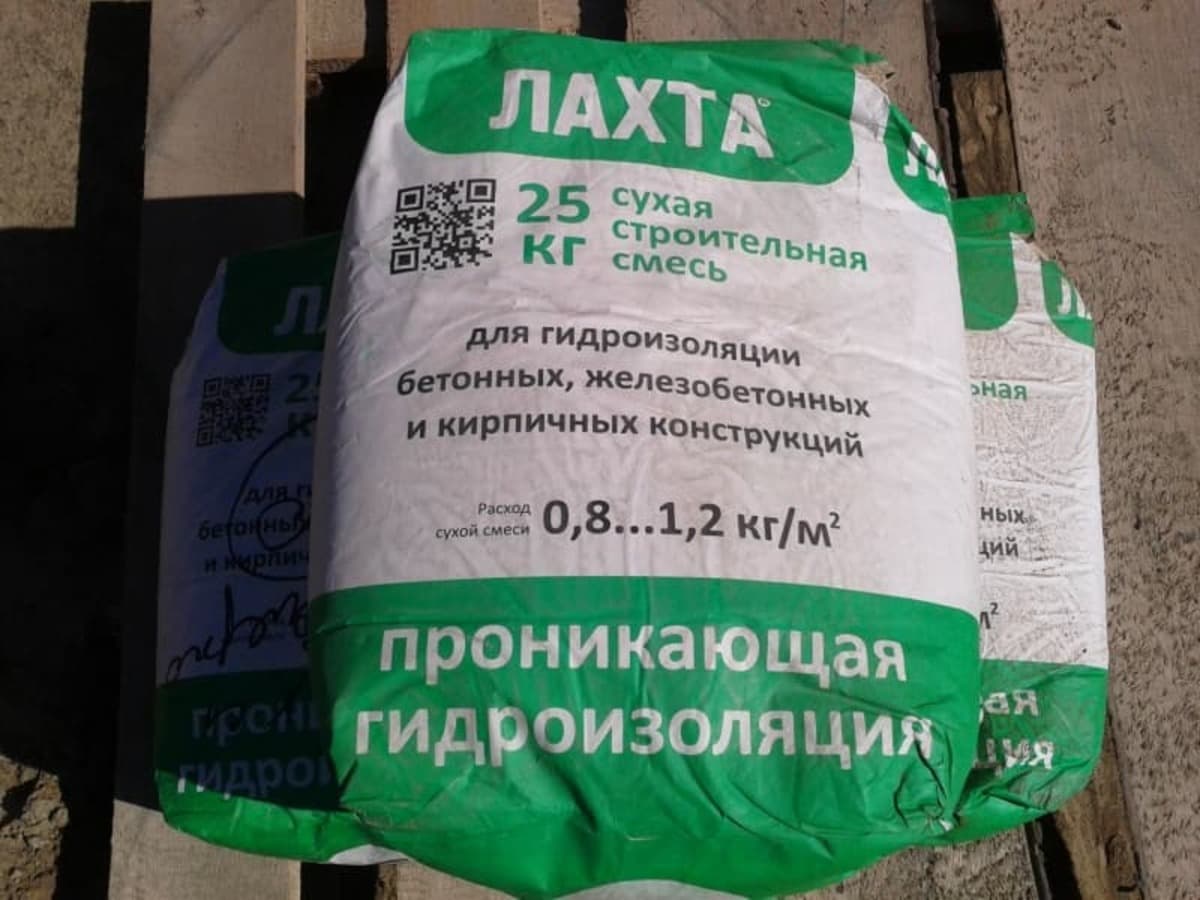 ЛАХТА
25 кг
сухая
строительная
смесь
для гидроизоляции
бетонных, железобетонных
и кирпичных конструкций
Расход
сухой смеси 0,8...1,2 кг/м²
проникающая
гидроизоляция